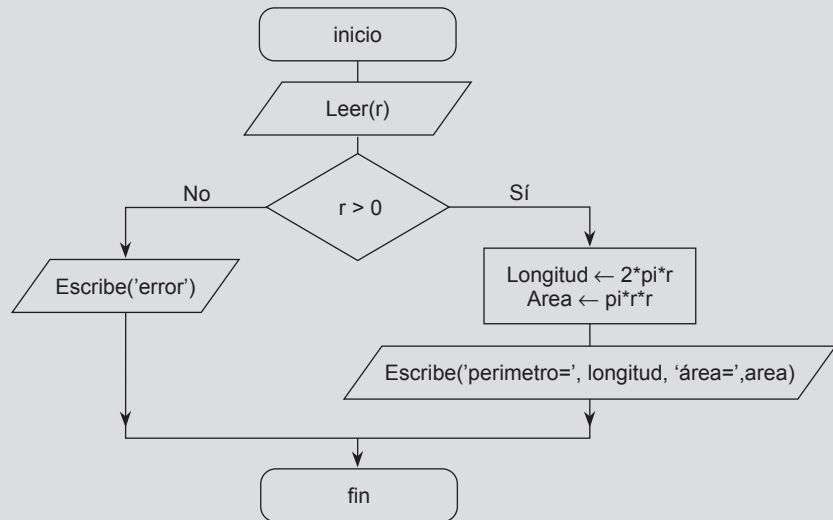 inicio
Leer(r)
No
r > 0
Sí
Escribe(’error’)
Longitud ← 2*pi*r
Area ← pi*r*r
Escribe(’perimetro=’, longitud, ‘área=’,area)
fin